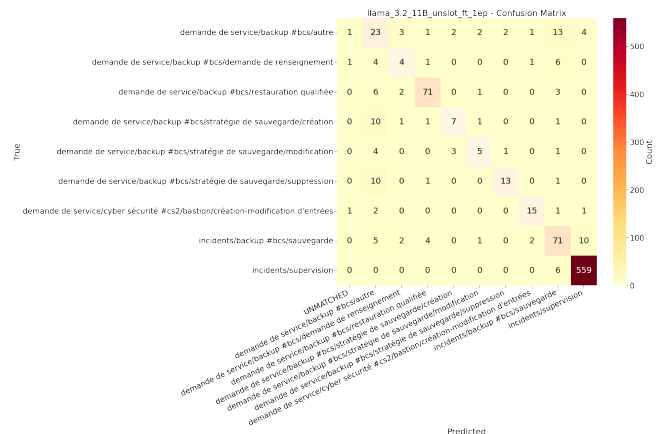 llama_3.2_11B_unslot_ft_1ep - Confusion Matrix
demande de service/backup #bcs/autre 1 23 3 1 2 2 2 1 13 4
demande de service/backup #bcs/demande de renseignement 1 4 4 1 0 0 0 1 6 0
demande de service/backup #bcs/restauration qualifiée 0 6 2 71 0 1 0 0 3 0
demande de service/backup #bcs/stratégie de sauvegarde/création 0 10 1 1 7 1 0 0 1 0
demande de service/backup #bcs/stratégie de sauvegarde/modification 0 4 0 0 3 5 1 0 1 0
demande de service/backup #bcs/stratégie de sauvegarde/suppression 0 10 0 1 0 0 13 0 1 0
demande de service/cyber sécurité #cs2/bastion/création-modification d'entrées 1 2 0 0 0 0 0 15 1 1
incidents/backup #bcs/sauvegarde 0 5 2 4 0 1 0 2 71 10
incidents/supervision 0 0 0 0 0 0 0 0 6 559
True
UNMATCHED
demande de service/backup #bcs/autre
demande de service/backup #bcs/demande de renseignement
demande de service/backup #bcs/restauration qualifiée
demande de service/backup #bcs/stratégie de sauvegarde/création
demande de service/backup #bcs/stratégie de sauvegarde/modification
demande de service/backup #bcs/stratégie de sauvegarde/suppression
demande de service/cyber sécurité #cs2/bastion/création-modification d'entrées
incidents/backup #bcs/sauvegarde
incidents/supervision
Predicted
500
400
300
200
100
0
Count